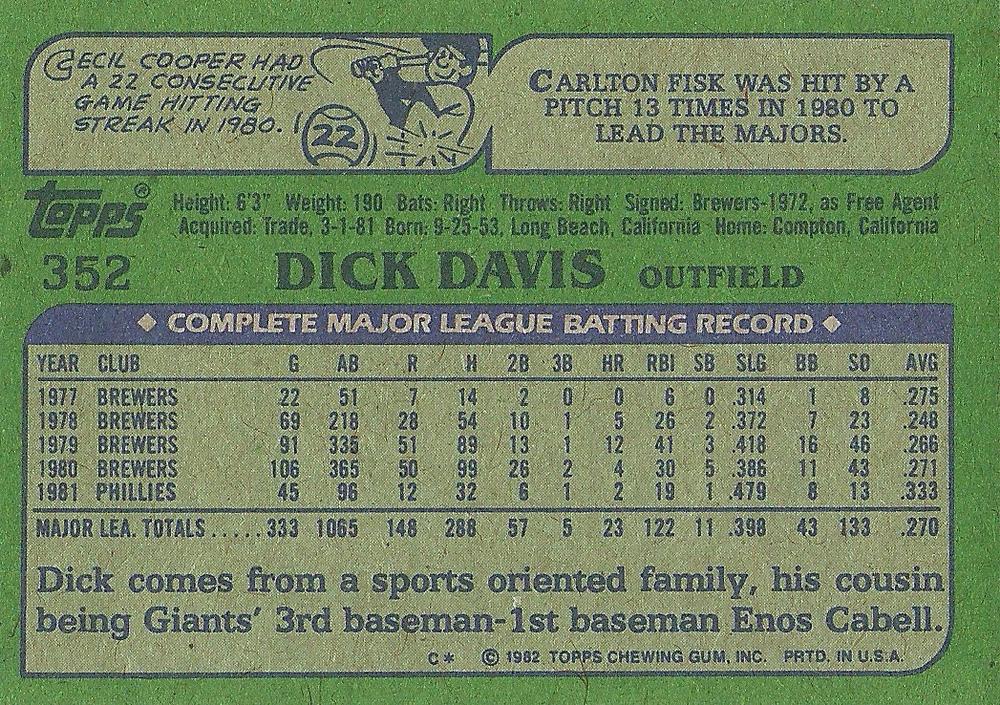 CECIL COOPER HAD
A 22 CONSECUTIVE
GAME HITTING
STREAK IN 1980.
22
CARLTON FISK WAS HIT BY A
PITCH 13 TIMES IN 1980 TO
LEAD THE MAJORS.
TOPPS®
Height: 6'3" Weight: 190 Bats: Right Throws: Right Signed: Brewers-1972, as Free Agent
Acquired: Trade, 3-1-81 Born: 9-25-53, Long Beach, California Home: Compton, California
352 DICK DAVIS OUTFIELD
◆ COMPLETE MAJOR LEAGUE BATTING RECORD ◆
YEAR CLUB G AB R H 2B 3B HR RBI SB SLG BB SO AVG
1977 BREWERS 22 51 7 14 2 0 0 6 0 .314 1 8 .275
1978 BREWERS 69 218 28 54 10 1 5 26 2 .372 7 23 .248
1979 BREWERS 91 335 51 89 13 1 12 41 3 .418 16 46 .266
1980 BREWERS 106 365 50 99 26 2 4 30 5 .386 11 43 .271
1981 PHILLIES 45 96 12 32 6 1 2 19 1 .479 8 13 .333
MAJOR LEA. TOTALS.....333 1065 148 288 57 5 23 122 11 .398 43 133 .270
Dick comes from a sports oriented family, his cousin
being Giants' 3rd baseman-1st baseman Enos Cabell.
C* © 1982 TOPPS CHEWING GUM, INC. PRTD. IN U.S.A.